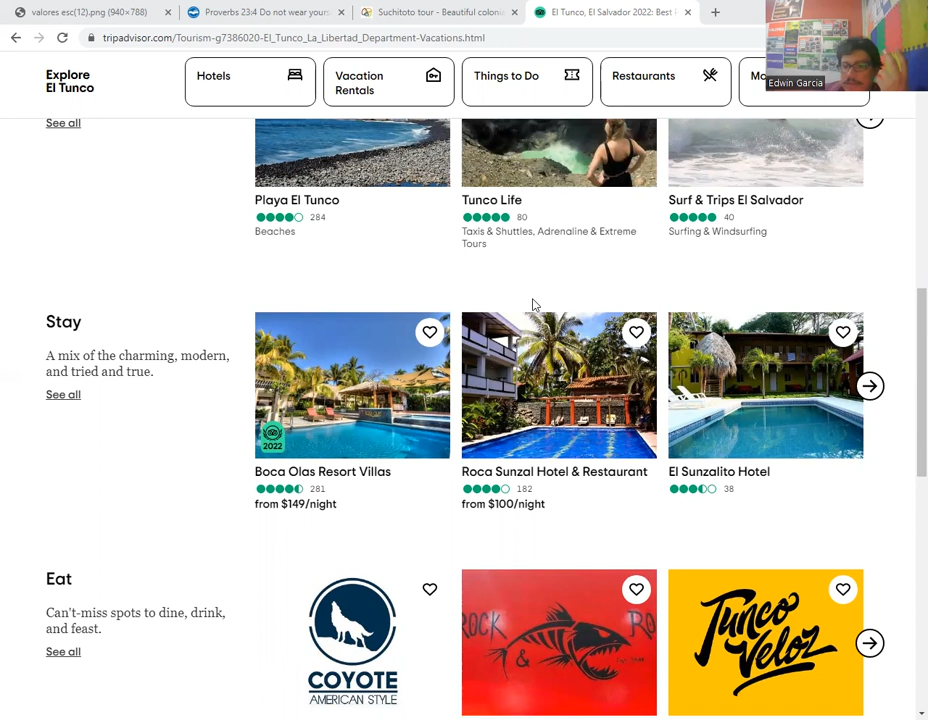 valores esc(12).png (940×788)
Proverbs 23:4 Do not wear yours
Suchitoto tour - Beautiful coloni
El Tunco, El Salvador 2022: Best
tripadvisor.com/Tourism-g7386020-El_Tunco_La_Libertad_Department-Vacations.html
Edwin Garcia
Explore
El Tunco
Hotels
Vacation
Rentals
Things to Do
Restaurants
Mo
See all
Playa El Tunco
284
Beaches
Tunco Life
80
Taxis & Shuttles, Adrenaline & Extreme
Tours
Surf & Trips El Salvador
40
Surfing & Windsurfing
Stay
A mix of the charming, modern,
and tried and true.
See all
2022
Boca Olas Resort Villas
281
from $149/night
Roca Sunzal Hotel & Restaurant
182
from $100/night
El Sunzalito Hotel
38
Eat
Can't-miss spots to dine, drink,
and feast.
See all
COYOTE
AMERICAN STYLE
ROCK
&
RO
Tunco
Veloz